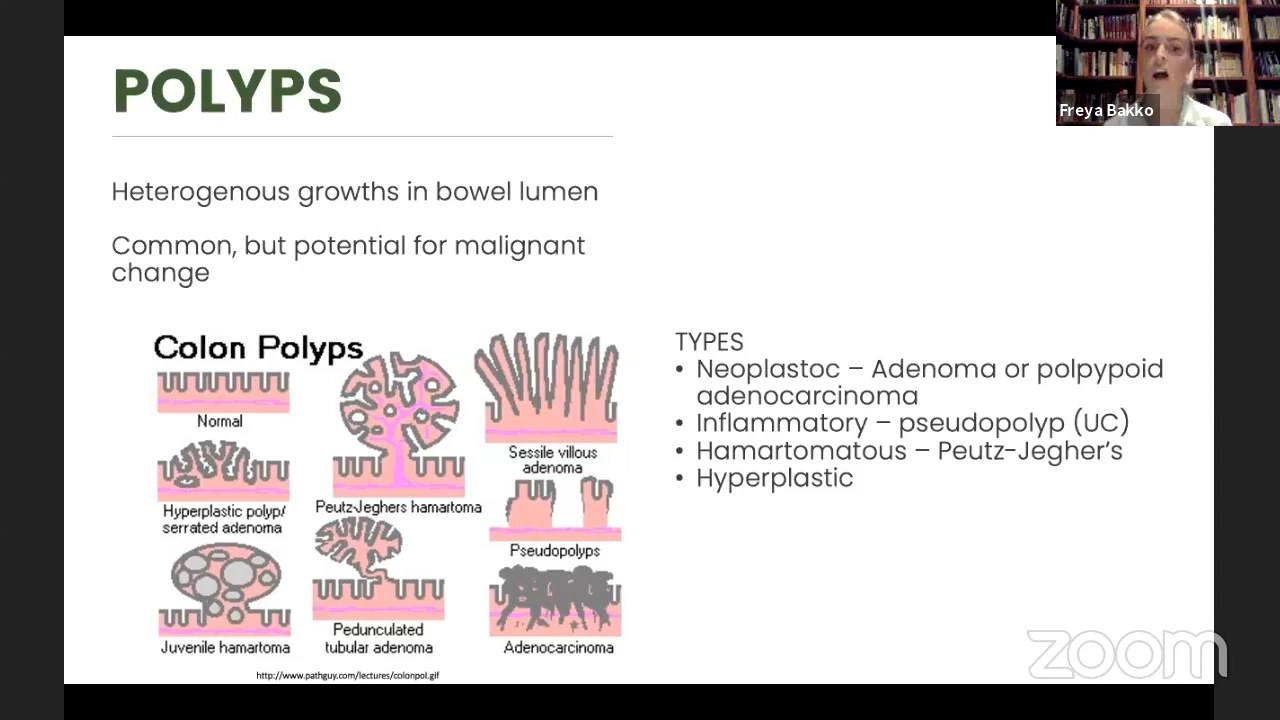 POLYPS
Freya Bakko
Heterogenous growths in bowel lumen
Common, but potential for malignant
change
Colon Polyps
Normal
Hyperplastic polyp/
serrated adenoma
Juvenile hamartoma
Peutz-Jeghers hamartoma
Pedunculated
tubular adenoma
Sessile villous
adenoma
Pseudopolyps
Adenocarcinoma
http://www.pathguy.com/lectures/colonpol.gif
TYPES
• Neoplastoc – Adenoma or polpypoid
adenocarcinoma
• Inflammatory – pseudopolyp (UC)
• Hamartomatous – Peutz-Jegher’s
• Hyperplastic
zoom